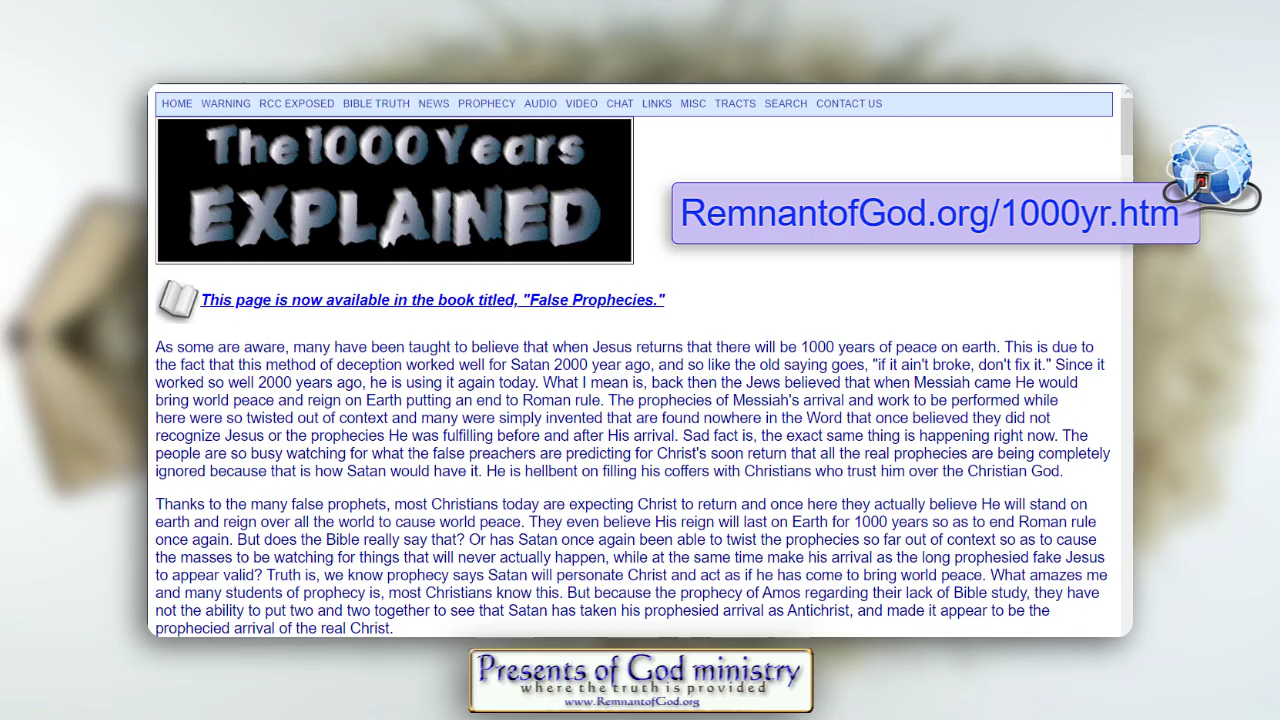 HOME WARNING RCC EXPOSED BIBLE TRUTH NEWS PROPHECY AUDIO VIDEO CHAT LINKS MISC TRACTS SEARCH CONTACT US
The 1000 Years
EXPLAINED
RemnantofGod.org/1000yr.htm
This page is now available in the book titled, "False Prophecies."
As some are aware, many have been taught to believe that when Jesus returns that there will be 1000 years of peace on earth. This is due to
the fact that this method of deception worked well for Satan 2000 year ago, and so like the old saying goes, "if it ain't broke, don't fix it." Since it
worked so well 2000 years ago, he is using it again today. What I mean is, back then the Jews believed that when Messiah came He would
bring world peace and reign on Earth putting an end to Roman rule. The prophecies of Messiah's arrival and work to be performed while
here were so twisted out of context and many were simply invented that are found nowhere in the Word that once believed they did not
recognize Jesus or the prophecies He was fulfilling before and after His arrival. Sad fact is, the exact same thing is happening right now. The
people are so busy watching for what the false preachers are predicting for Christ's soon return that all the real prophecies are being completely
ignored because that is how Satan would have it. He is hellbent on filling his coffers with Christians who trust him over the Christian God.
Thanks to the many false prophets, most Christians today are expecting Christ to return and once here they actually believe He will stand on
earth and reign over all the world to cause world peace. They even believe His reign will last on Earth for 1000 years so as to end Roman rule
once again. But does the Bible really say that? Or has Satan once again been able to twist the prophecies so far out of context so as to cause
the masses to be watching for things that will never actually happen, while at the same time make his arrival as the long prophesied fake Jesus
to appear valid? Truth is, we know prophecy says Satan will personate Christ and act as if he has come to bring world peace. What amazes me
and many students of prophecy is, most Christians know this. But because the prophecy of Amos regarding their lack of Bible study, they have
not the ability to put two and two together to see that Satan has taken his prophesied arrival as Antichrist, and made it appear to be the
prophecied arrival of the real Christ.
Presents of God ministry
where the truth is provided
www.RemnantofGod.org